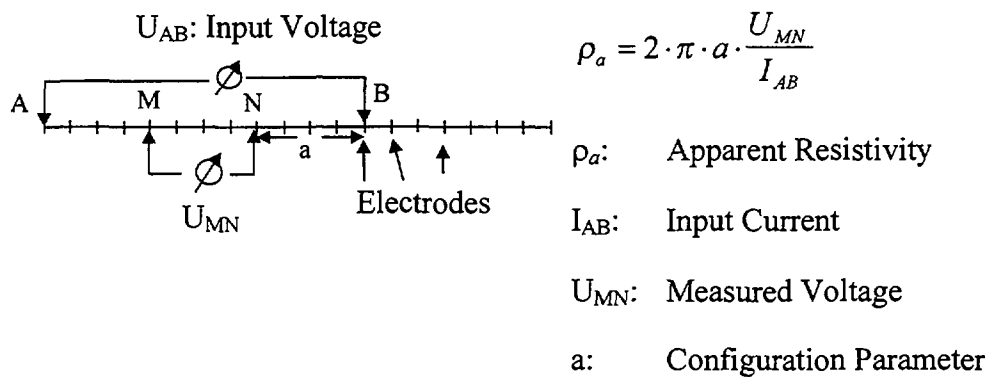 U_AB: Input Voltage
A
M
N
B
a
U_MN
Electrodes
ρ_a = 2 · π · a · U_MN / I_AB
ρ_a: Apparent Resistivity
I_AB: Input Current
U_MN: Measured Voltage
a: Configuration Parameter